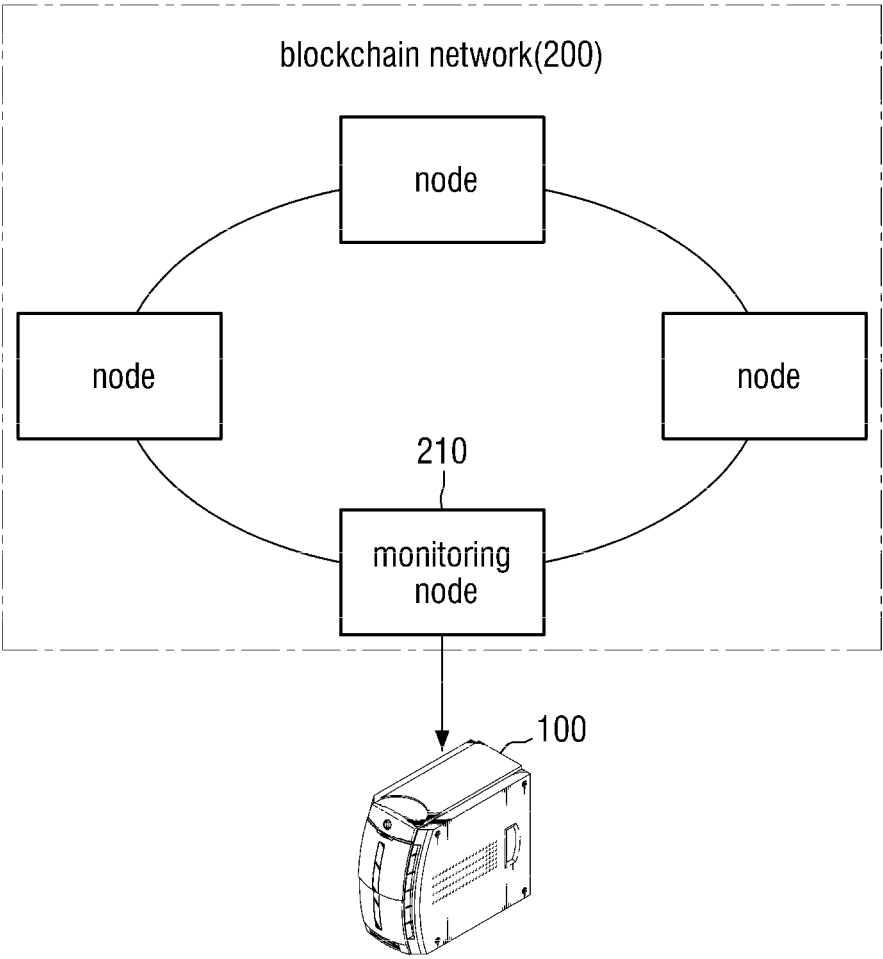 blockchain network(200)
node
node
node
210
monitoring
node
100